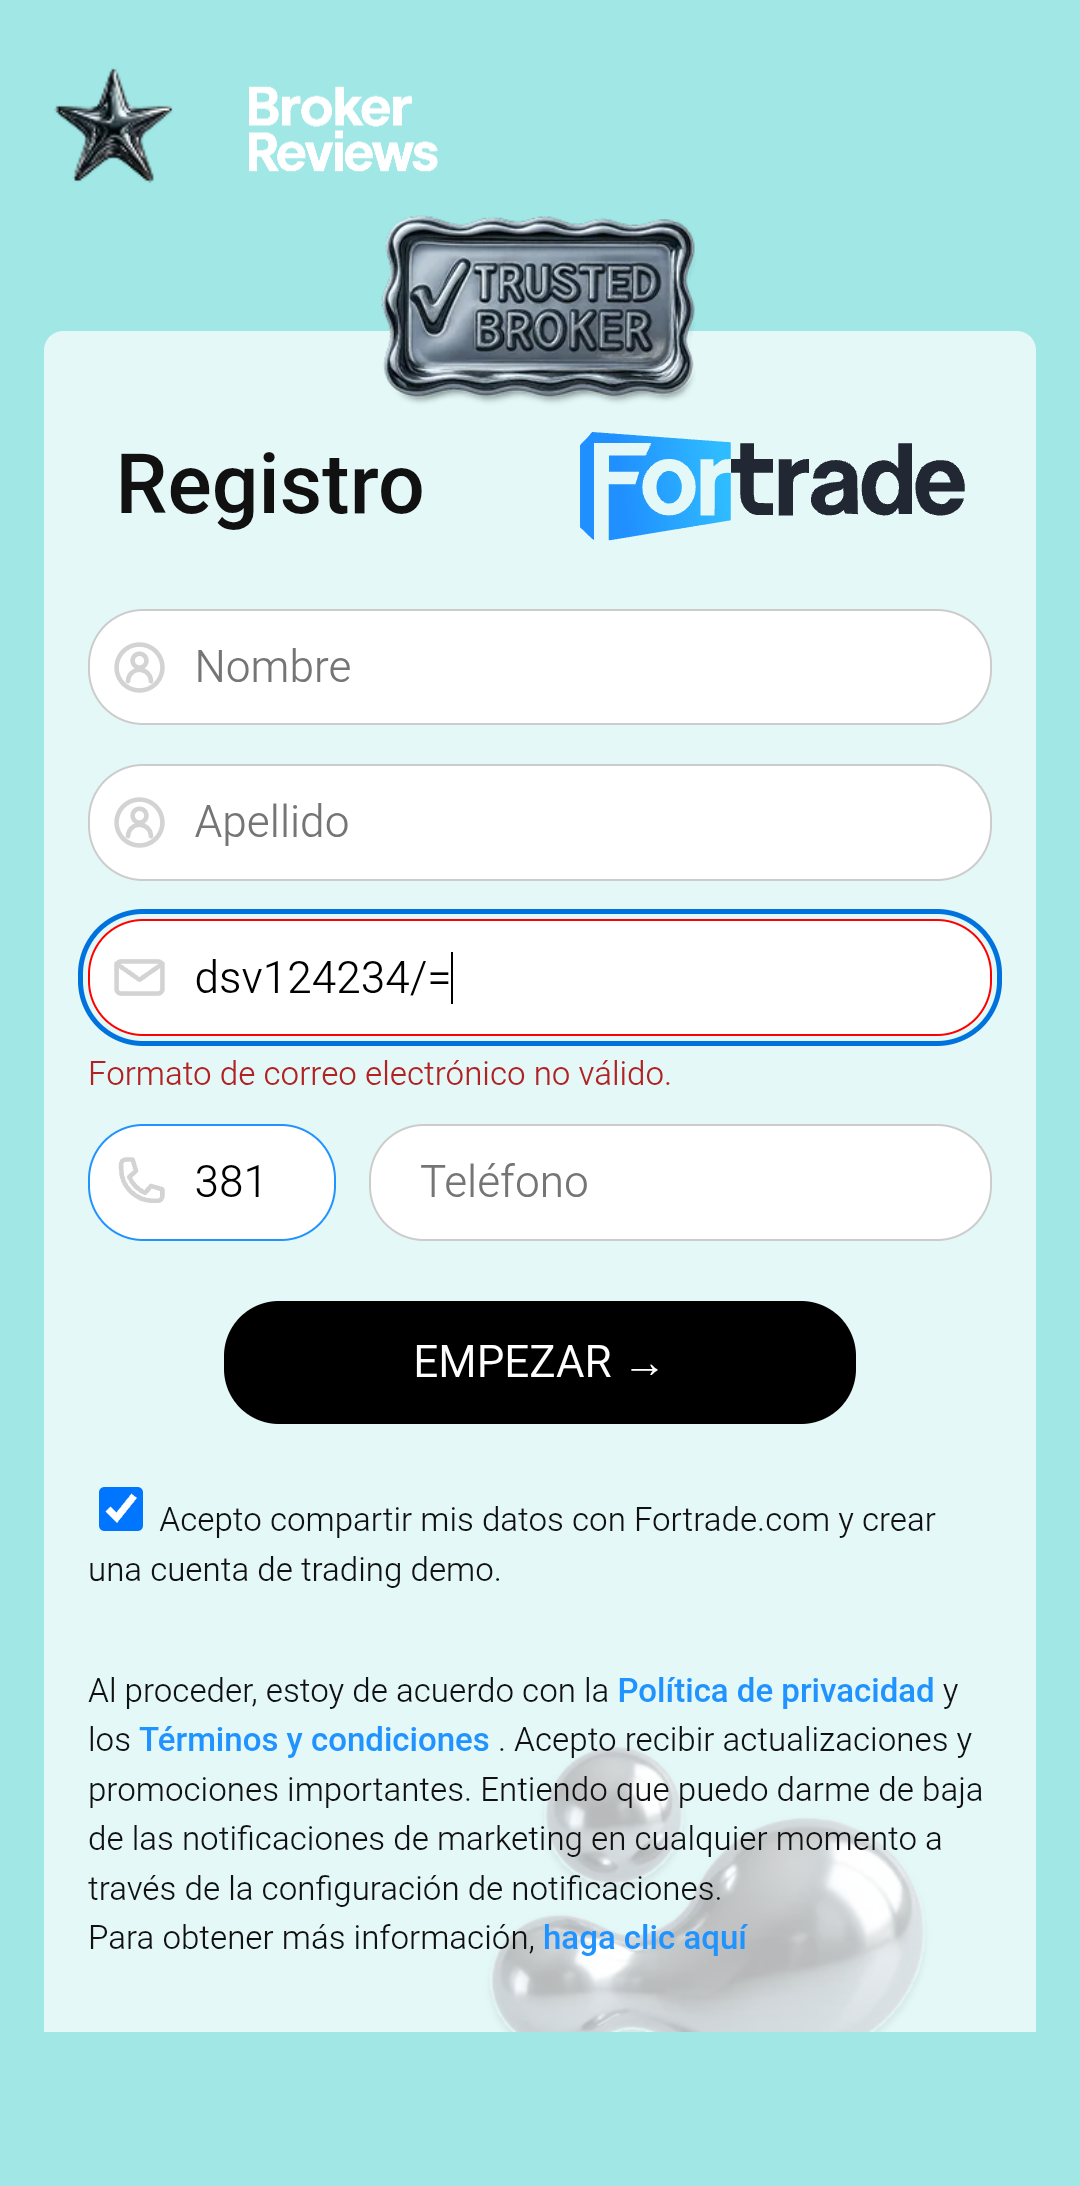 Broker
Reviews
TRUSTED
BROKER
Registro
Fortrade
Nombre
Apellido
dsv124234/=
Formato de correo electrónico no válido.
381
Teléfono
EMPEZAR →
Acepto compartir mis datos con Fortrade.com y crear
una cuenta de trading demo.
Al proceder, estoy de acuerdo con la Política de privacidad y
los Términos y condiciones . Acepto recibir actualizaciones y
promociones importantes. Entiendo que puedo darme de baja
de las notificaciones de marketing en cualquier momento a
través de la configuración de notificaciones.
Para obtener más información, haga clic aquí